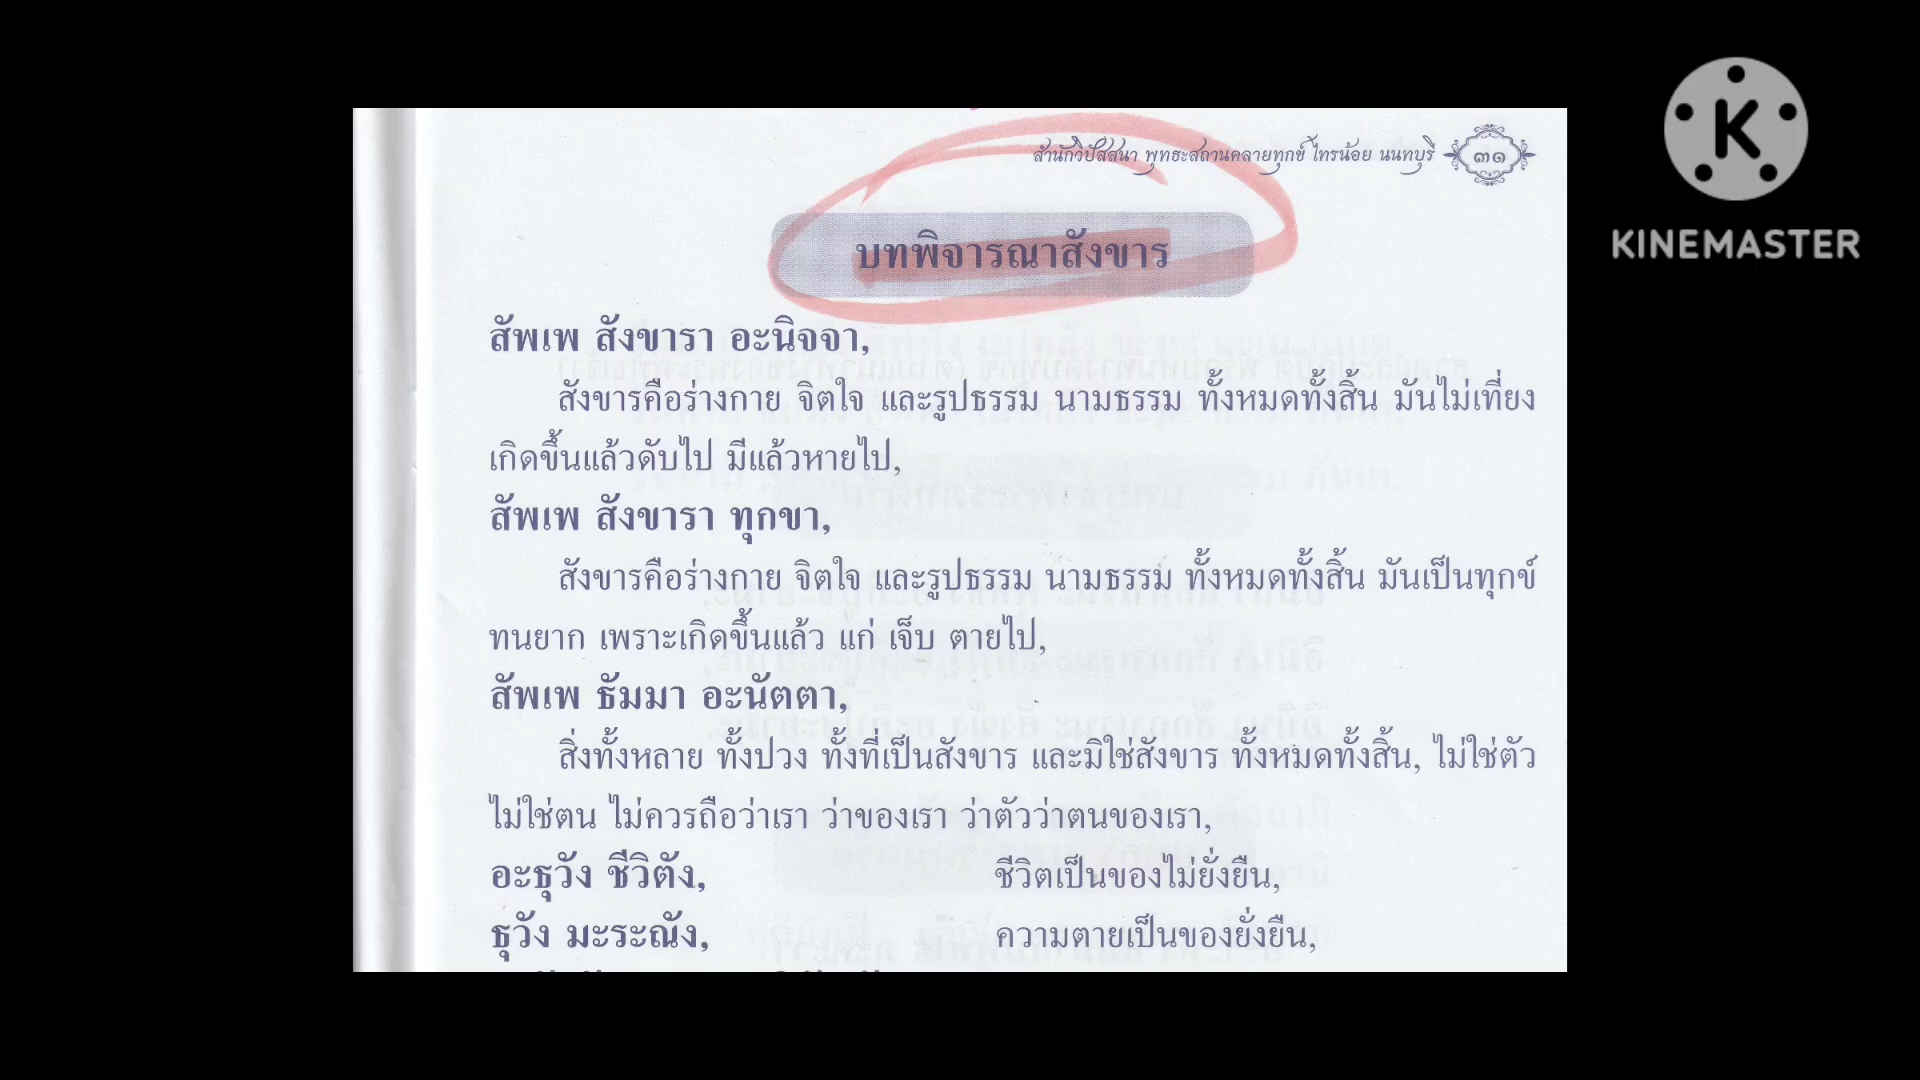 สำนักวิปัสสนา พุทธะสถานคลายทุกข์ ไทรน้อย นนทบุรี ๓๑
KINEMASTER
บทพิจารณาสังขาร
สัพเพ สังขารา อะนิจจา,
สังขารคือร่างกาย จิตใจ และรูปธรรม นามธรรม ทั้งหมดทั้งสิ้น มันไม่เที่ยง
เกิดขึ้นแล้วดับไป มีแล้วหายไป,
สัพเพ สังขารา ทุกขา,
สังขารคือร่างกาย จิตใจ และรูปธรรม นามธรรม ทั้งหมดทั้งสิ้น มันเป็นทุกข์
ทนยาก เพราะเกิดขึ้นแล้ว แก่ เจ็บ ตายไป,
สัพเพ ธัมมา อะนัตตา,
สิ่งทั้งหลาย ทั้งปวง ทั้งที่เป็นสังขาร และมิใช่สังขาร ทั้งหมดทั้งสิ้น, ไม่ใช่ตัว
ไม่ใช่ตน ไม่ควรถือว่าเรา ว่าของเรา ว่าตัวว่าตนของเรา,
อะธุวัง ชีวิตัง, ชีวิตเป็นของไม่ยั่งยืน,
ธุวัง มะระณัง, ความตายเป็นของยั่งยืน,